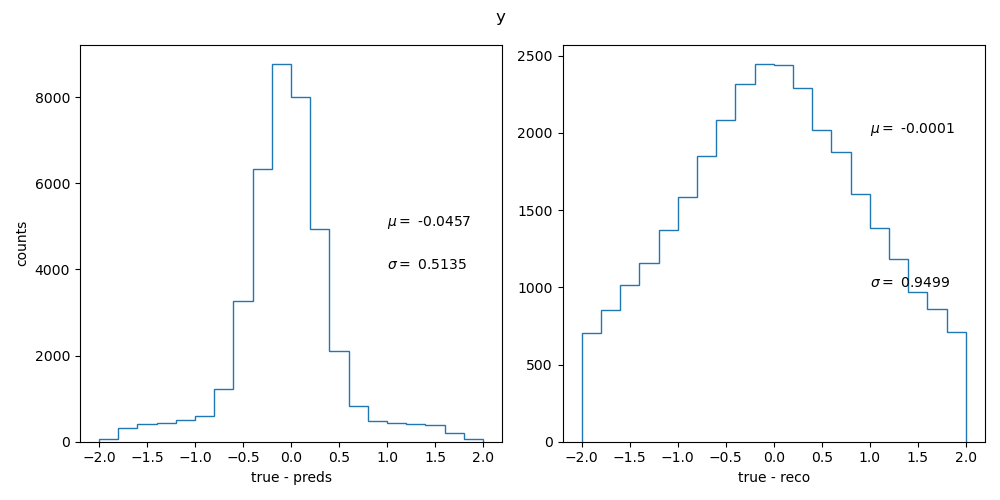 y
8000
6000
4000
2000
0
counts
μ = -0.0457
σ = 0.5135
−2.0 −1.5 −1.0 −0.5 0.0 0.5 1.0 1.5 2.0
true - preds
2500
2000
1500
1000
500
0
μ = -0.0001
σ = 0.9499
−2.0 −1.5 −1.0 −0.5 0.0 0.5 1.0 1.5 2.0
true - reco